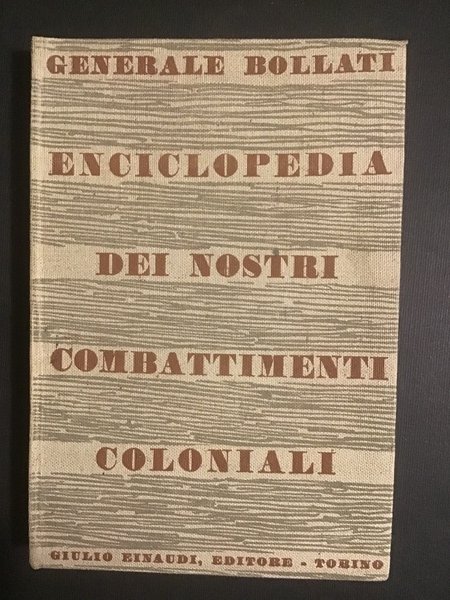 GENERALE BOLLATI
ENCICLOPEDIA
DEI NOSTRI
COMBATTIMENTI
COLONIALI
GIULIO EINAUDI, EDITORE - TORINO